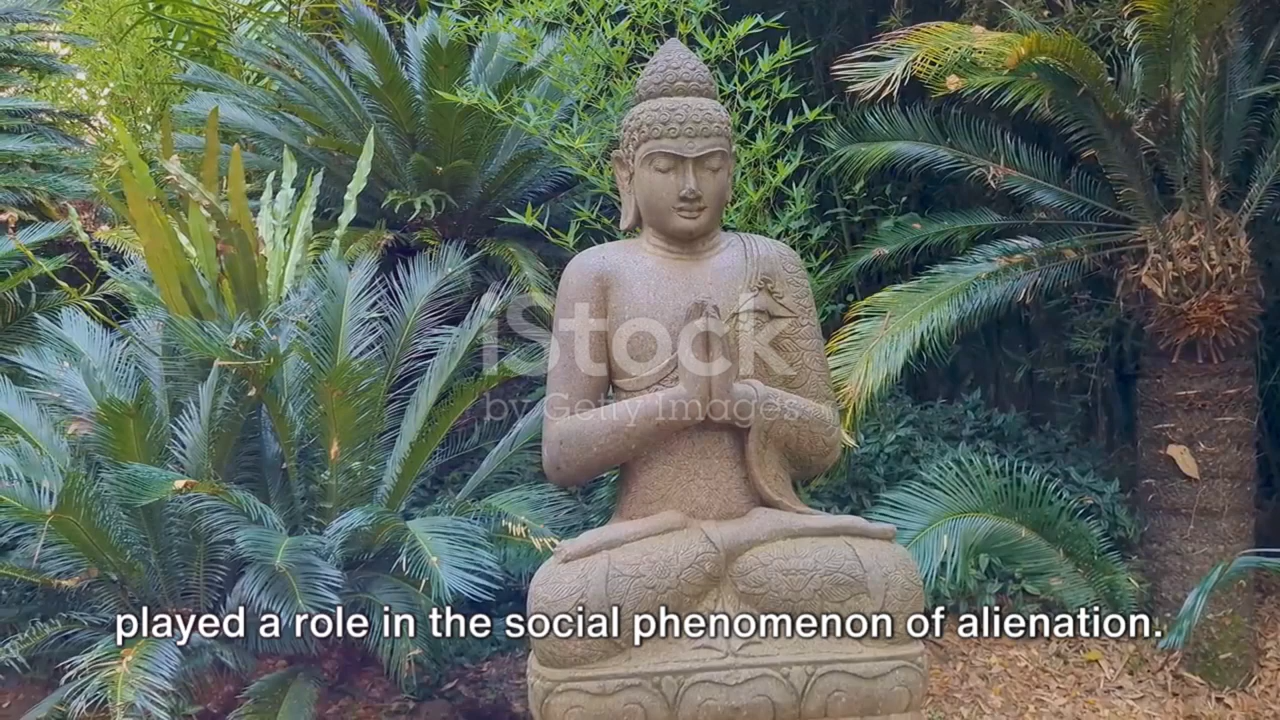 iStock
by Getty Images
played a role in the social phenomenon of alienation.